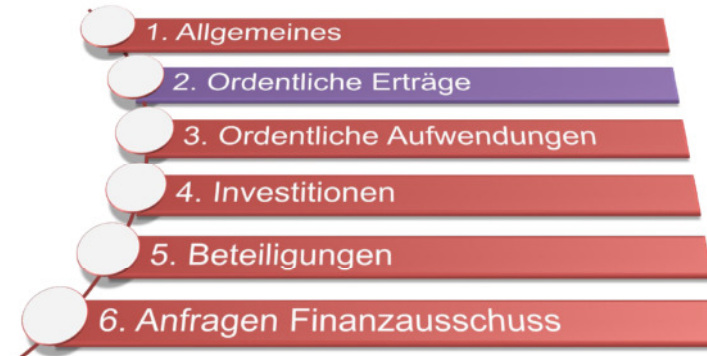 1. Allgemeines
2. Ordentliche Erträge
3. Ordentliche Aufwendungen
4. Investitionen
5. Beteiligungen
6. Anfragen Finanzausschuss